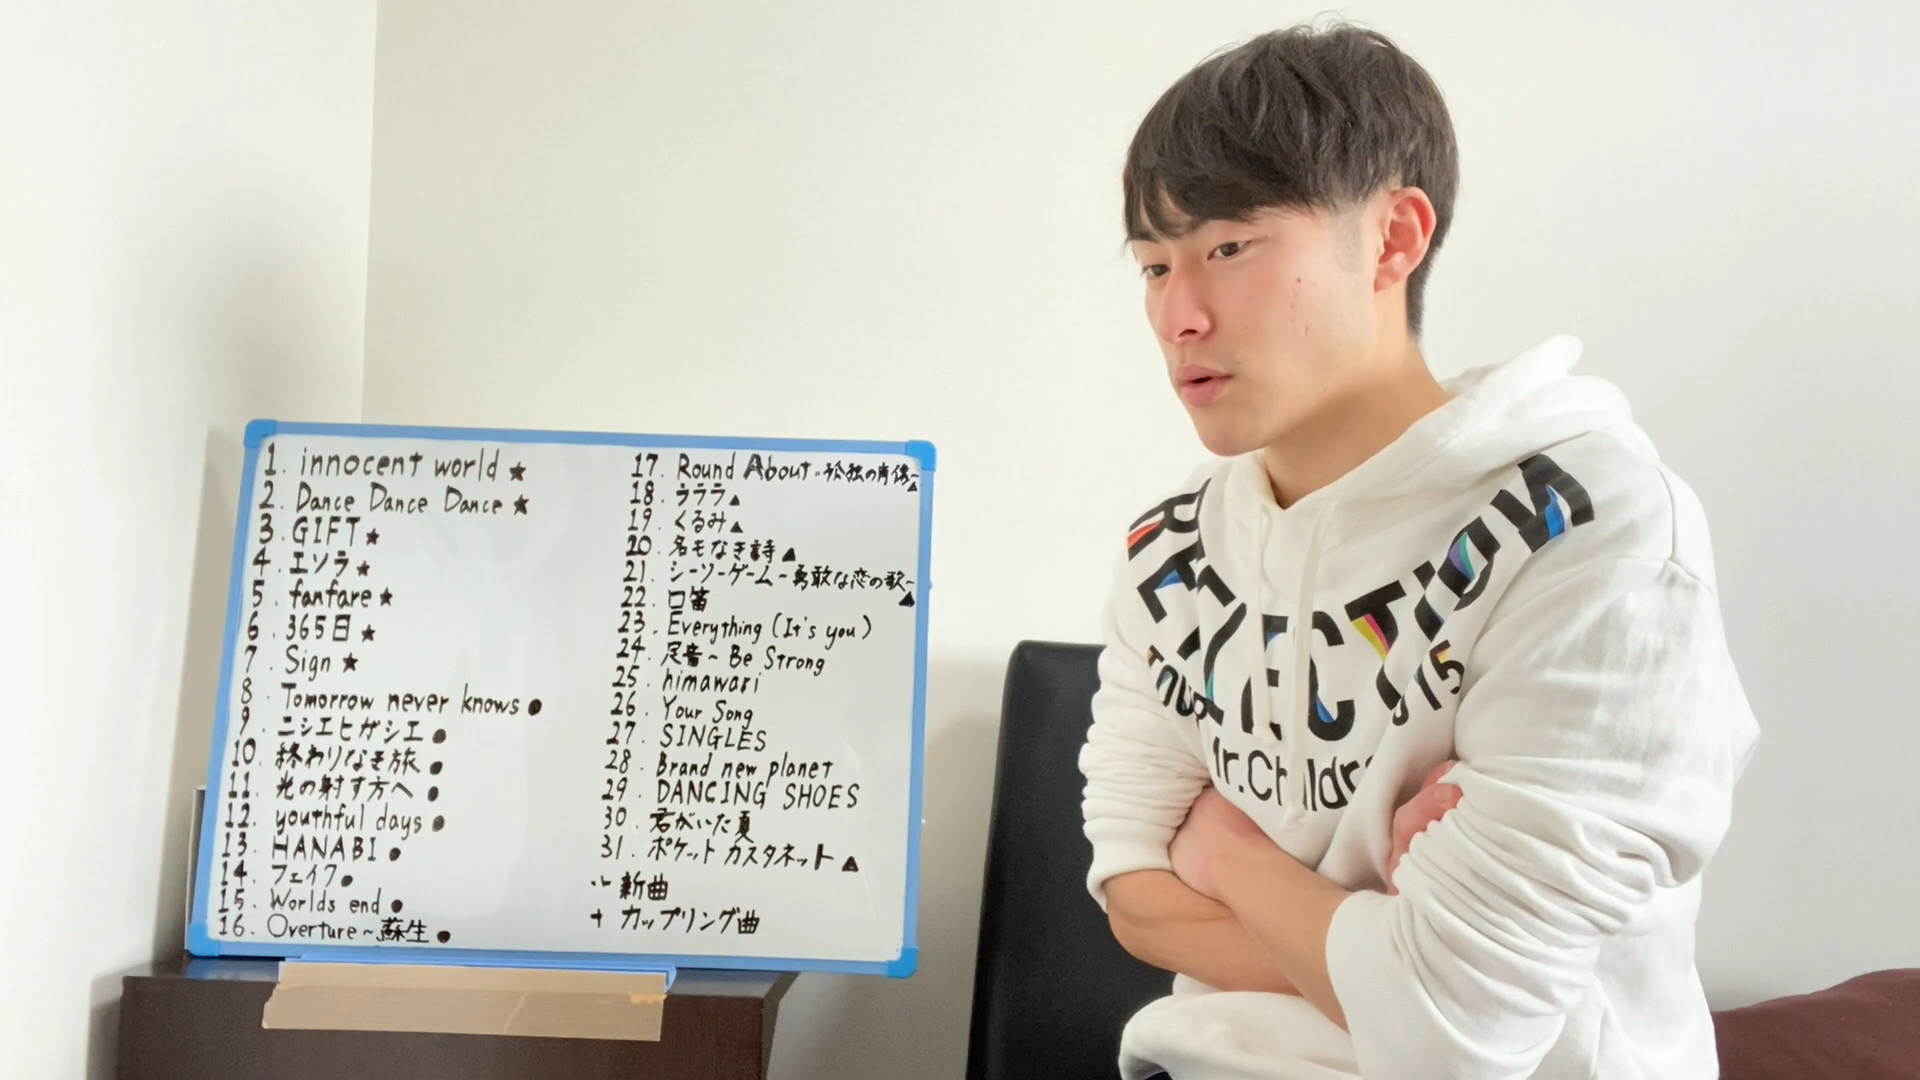 1. innocent world ★
2. Dance Dance Dance ★
3. GIFT ★
4. エソラ ★
5. fanfare ★
6. 365日 ★
7. Sign ★
8. Tomorrow never knows ●
9. ニシエヒガシエ ●
10. 終わりなき旅 ●
11. 光の射す方へ ●
12. youthful days ●
13. HANABI ●
14. フェイク ●
15. Worlds end ●
16. Overture~蘇生 ●
17. Round About~孤独の肖像~▲
18. ラララ▲
19. くるみ▲
20. 名もなき詩▲
21. シーソーゲーム~勇敢な恋の歌~▲
22. 口笛
23. Everything (It's you)
24. 足音~Be Strong
25. himawari
26. Your Song
27. SINGLES
28. Brand new planet
29. DANCING SHOES
30. 君がいた夏
31. ポケット カスタネット▲
新曲
+ カップリング曲
REFLECTION
Mr.Childre